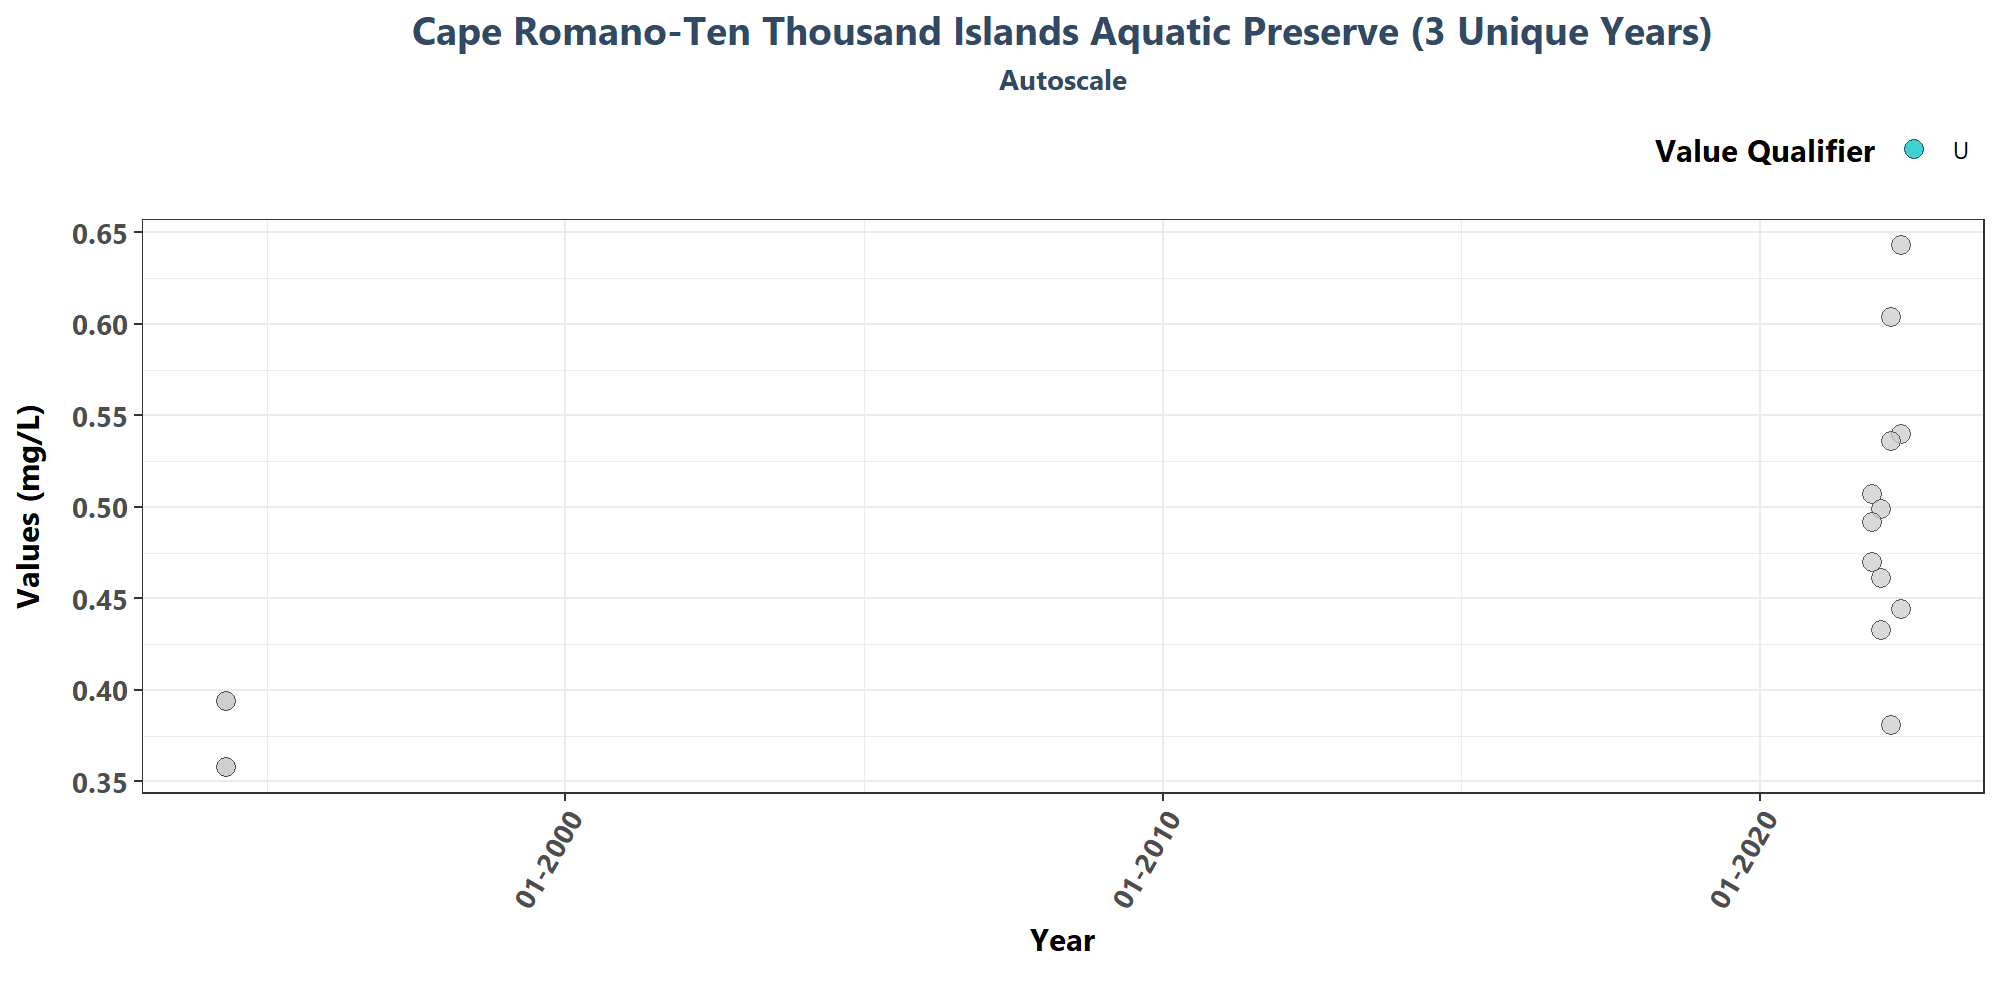 Cape Romano-Ten Thousand Islands Aquatic Preserve (3 Unique Years)
Autoscale
Value Qualifier U
Values (mg/L)
0.65
0.60
0.55
0.50
0.45
0.40
0.35
01-2000
01-2010
01-2020
Year